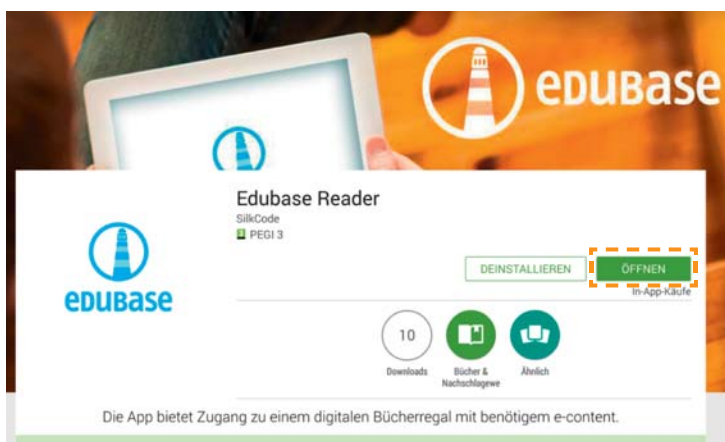 EDUBASE
Edubase Reader
SilkCode
3 PEGI 3
DEINSTALLIEREN
ÖFFNEN
In-App-Käufe
EDUBASE
10
Downloads
Bücher &
Nachschlagewe
Ähnlich
Die App bietet Zugang zu einem digitalen Bücherregal mit benötigem e-content.